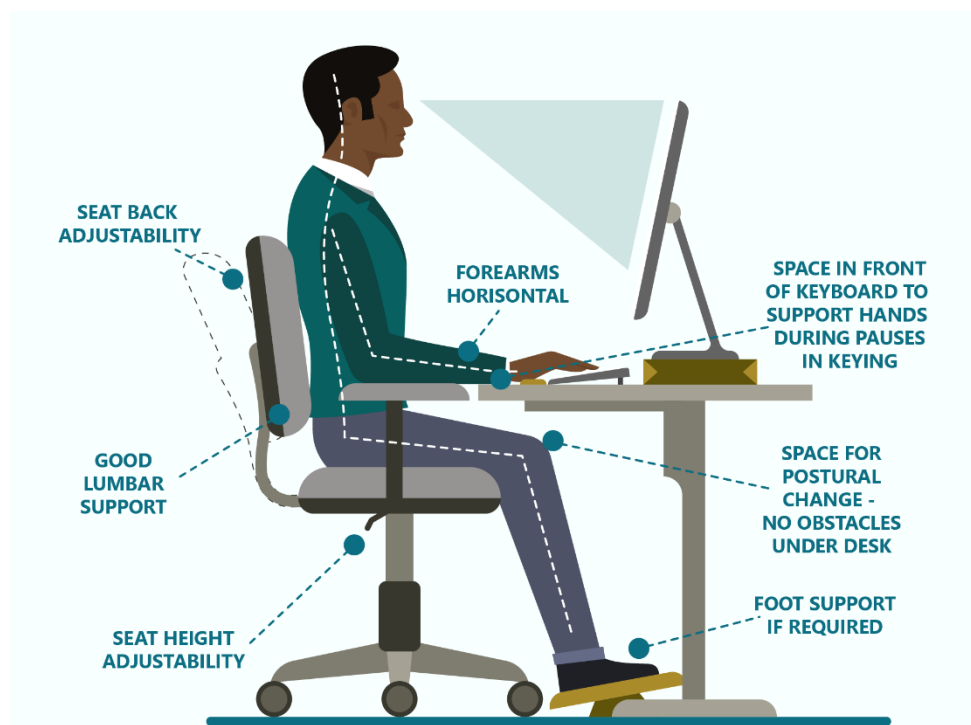 SEAT BACK
ADJUSTABILITY
FOREARMS
HORISONTAL
SPACE IN FRONT
OF KEYBOARD TO
SUPPORT HANDS
DURING PAUSES
IN KEYING
GOOD
LUMBAR
SUPPORT
SPACE FOR
POSTURAL
CHANGE -
NO OBSTACLES
UNDER DESK
SEAT HEIGHT
ADJUSTABILITY
FOOT SUPPORT
IF REQUIRED